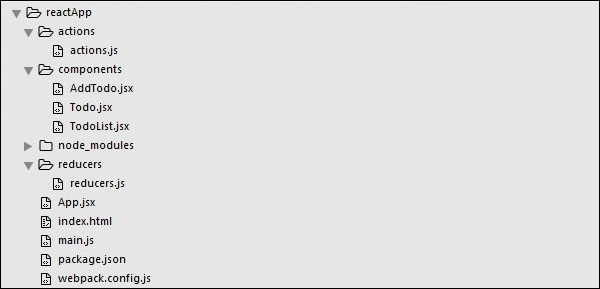 reactApp
actions
actions.js
components
AddTodo.jsx
Todo.jsx
TodoList.jsx
node_modules
reducers
reducers.js
App.jsx
index.html
main.js
package.json
webpack.config.js